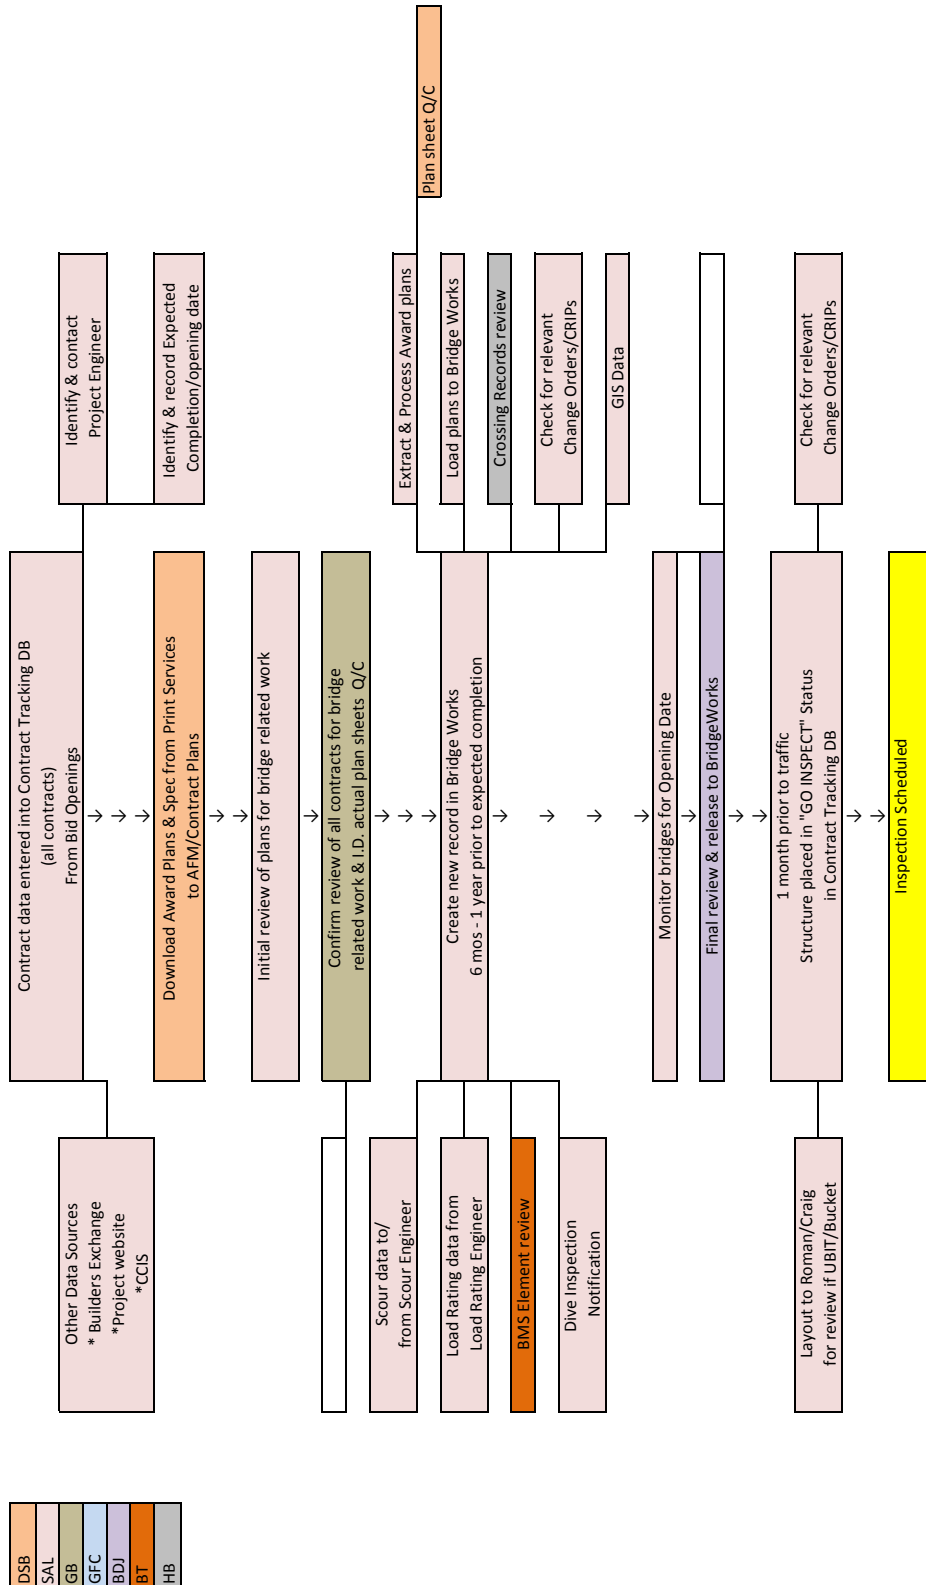 DSB
SAL
GB
GFC
BDJ
BT
HB
Other Data Sources
* Builders Exchange
*Project website
*CCIS
Contract data entered into Contract Tracking DB
(all contracts)
From Bid Openings
Identify & contact
Project Engineer
Identify & record Expected
Completion/opening date
→ → →
Download Award Plans & Spec from Print Services
to AFM/Contract Plans
→ →
Initial review of plans for bridge related work
→
Confirm review of all contracts for bridge
related work & I.D. actual plan sheets Q/C
→ → →
Scour data to/
from Scour Engineer
Load Rating data from
Load Rating Engineer
BMS Element review
Dive Inspection
Notification
Create new record in Bridge Works
6 mos - 1 year prior to expected completion
Extract & Process Award plans
Plan sheet Q/C
Load plans to Bridge Works
Crossing Records review
Check for relevant
Change Orders/CRIPs
GIS Data
→
→
→
→
Monitor bridges for Opening Date
→
Final review & release to BridgeWorks
→ →
Layout to Roman/Craig
for review if UBIT/Bucket
1 month prior to traffic
Structure placed in "GO INSPECT" Status
in Contract Tracking DB
Check for relevant
Change Orders/CRIPs
→ →
Inspection Scheduled